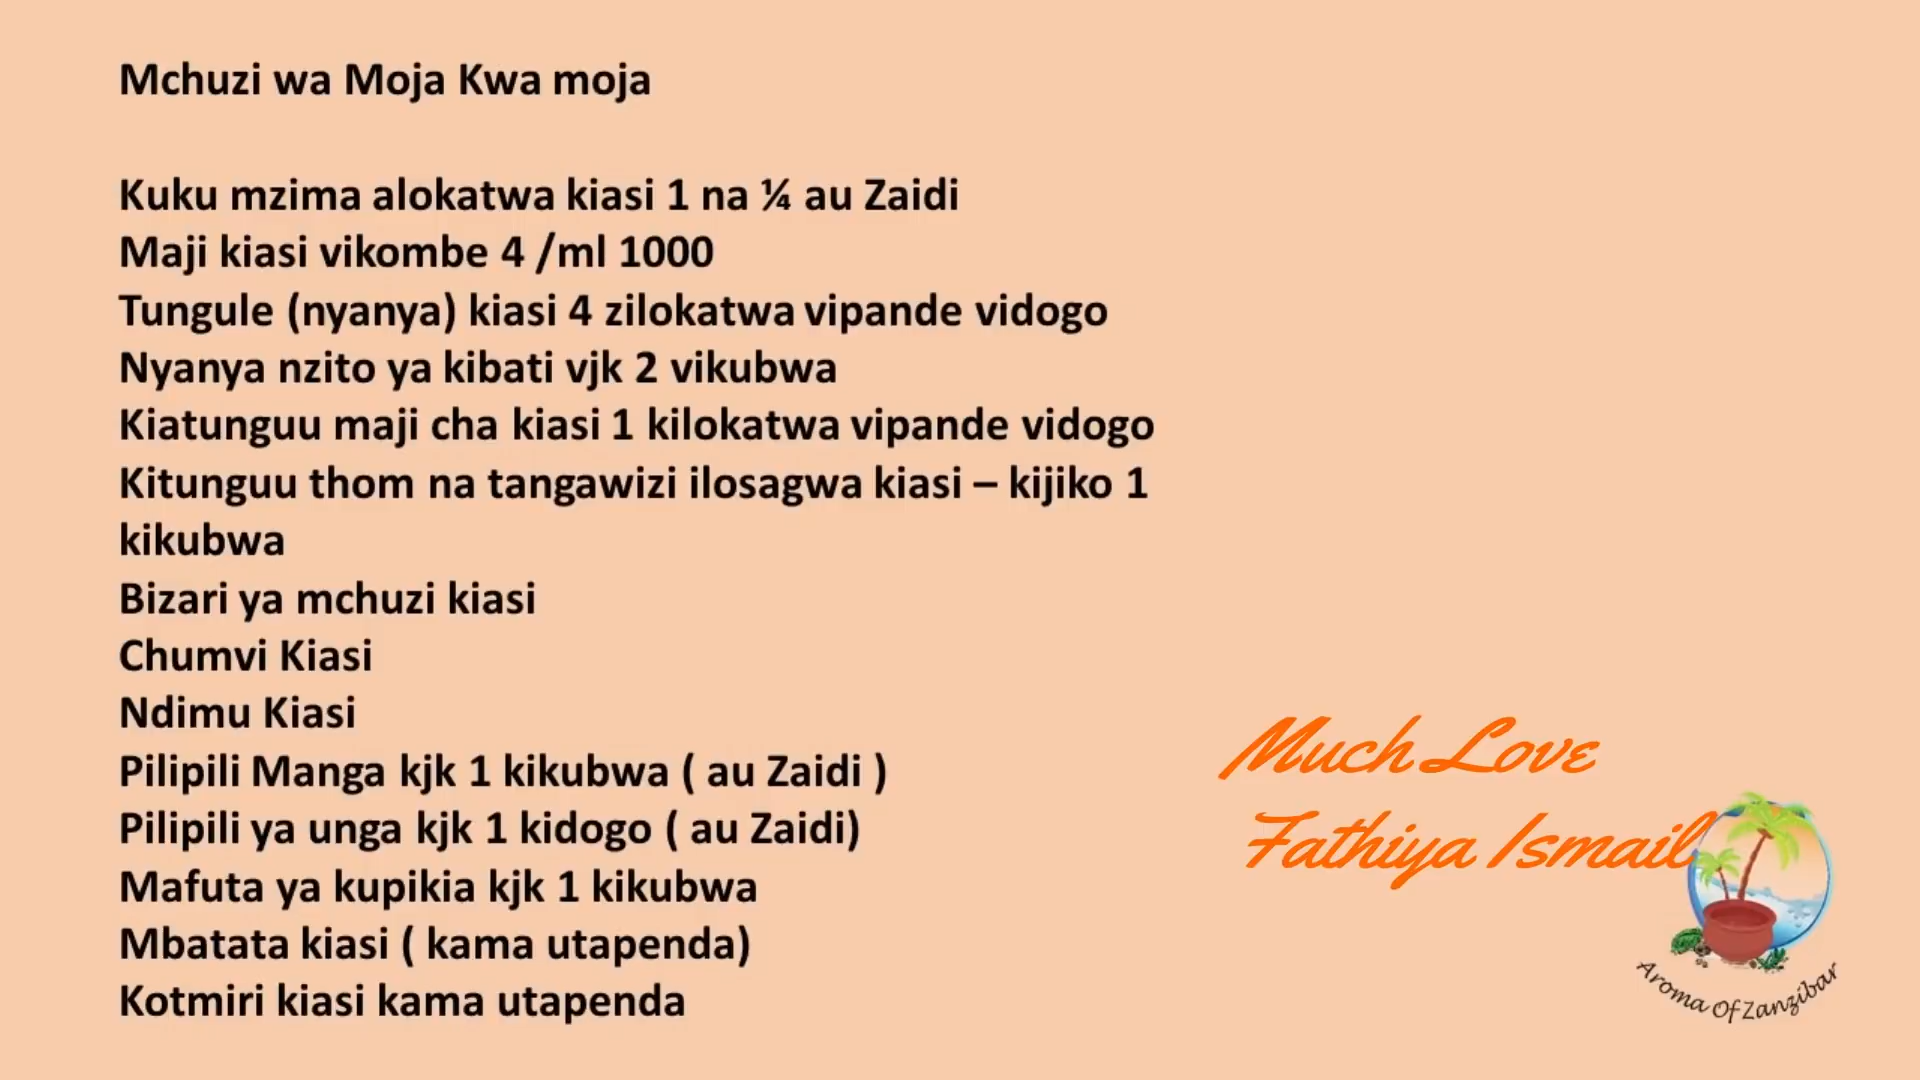 Mchuzi wa Moja Kwa moja
Kuku mzima alokatwa kiasi 1 na ¼ au Zaidi
Maji kiasi vikombe 4 /ml 1000
Tungule (nyanya) kiasi 4 zilokatwa vipande vidogo
Nyanya nzito ya kibati vjk 2 vikubwa
Kiatunguu maji cha kiasi 1 kilokatwa vipande vidogo
Kitunguu thom na tangawizi ilosagwa kiasi – kijiko 1
kikubwa
Bizari ya mchuzi kiasi
Chumvi Kiasi
Ndimu Kiasi
Pilipili Manga kjk 1 kikubwa ( au Zaidi )
Pilipili ya unga kjk 1 kidogo ( au Zaidi)
Mafuta ya kupikia kjk 1 kikubwa
Mbatata kiasi ( kama utapenda)
Kotmiri kiasi kama utapenda
Much Love
Fathiya Ismail
Aroma Of Zanzibar